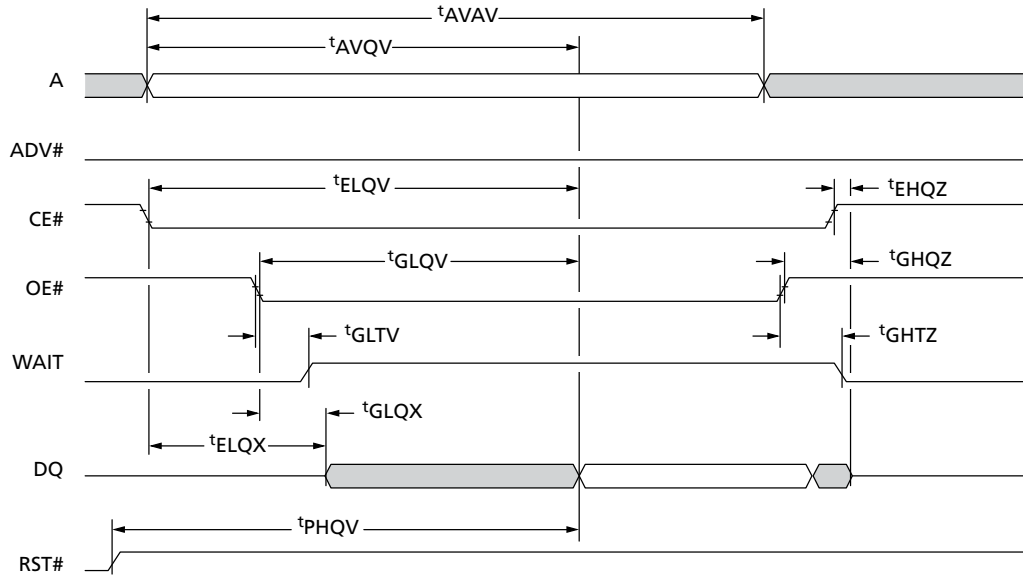 tAVAV
tAVQV
A
ADV#
tELQV
tEHQZ
CE#
tGLQV
tGHQZ
OE#
tGLTV
tGHTZ
WAIT
tGLQX
tELQX
DQ
tPHQV
RST#